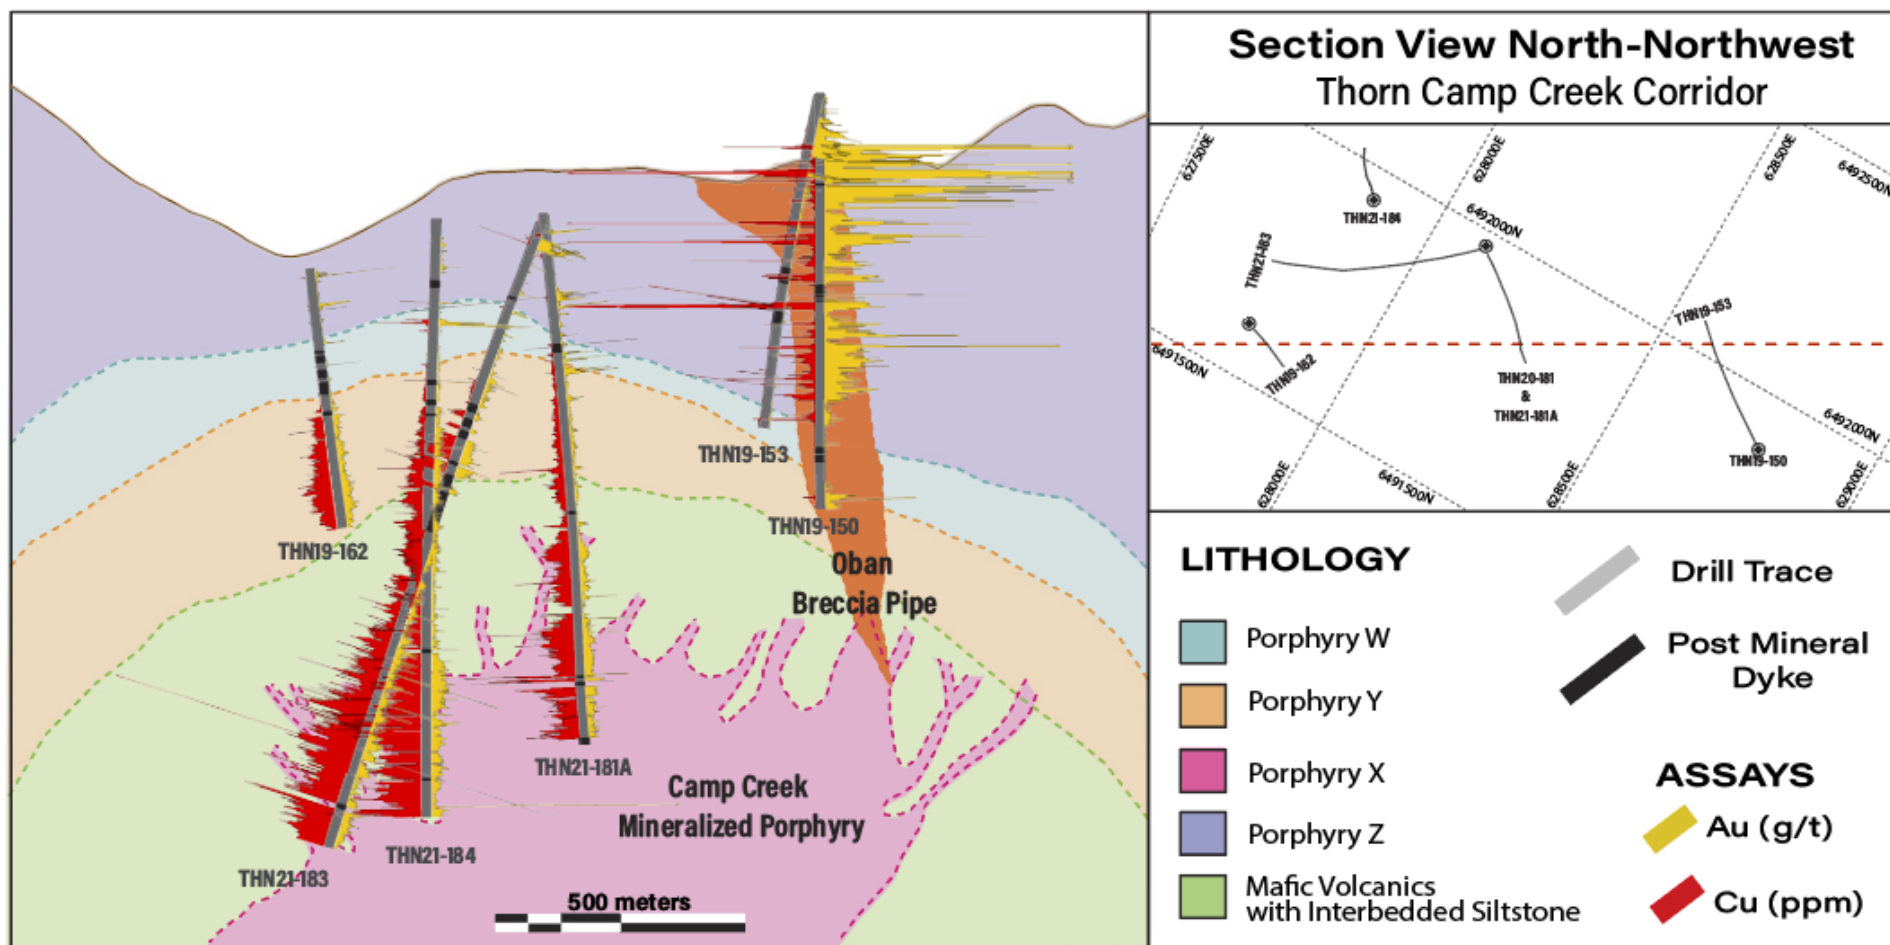 Section View North-Northwest
Thorn Camp Creek Corridor
627500E
628000E
628500E
6492500N
THN21-184
6492000N
THN21-183
THN19-153
6491500N
THN19-182
THN20-181
&
THN21-181A
6492000N
THN19-150
628000E
6491500N
628500E
629000E
THN19-153
THN19-150
THN19-162
Oban
Breccia Pipe
THN21-181A
Camp Creek
Mineralized Porphyry
THN21-184
THN21-183
500 meters
LITHOLOGY
Porphyry W
Porphyry Y
Porphyry X
Porphyry Z
Mafic Volcanics
with Interbedded Siltstone
Drill Trace
Post Mineral
Dyke
ASSAYS
Au (g/t)
Cu (ppm)